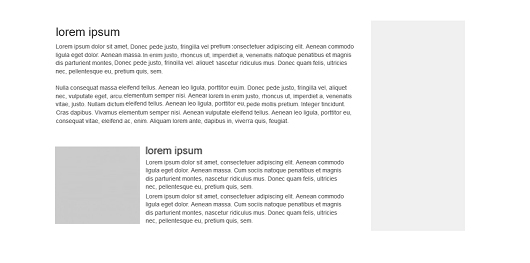 lorem ipsum
Lorem ipsum dolor sit amet, Donec pede justo, fringilla vel pretium consectetuer adipiscing elit. Aenean commodo
ligula eget dolor. Aenean massa.In enim justo, rhoncus ut, imperdiet a, venenatis natoque penatibus et magnis
dis parturient montes, Donec pede justo, fringilla vel, aliquet nascetur ridiculus mus. Donec quam felis, ultricies
nec, pellentesque eu, pretium quis, sem.
Nulla consequat massa eleifend tellus. Aenean leo ligula, porttitor eu,im. Donec pede justo, fringilla vel, aliquet
nec, vulputate eget, arcu elementum semper nisi. Aenear lorem In enim justo, rhoncus ut, imperdiet a, venenatis
vitae, justo. Nullam dictum eleifend tellus. Aenean leo ligula, porttitor eu, pede mollis pretium. Integer tincidunt.
Cras dapibus. Vivamus elementum semper nisi. Aenean vulputate eleifend tellus. Aenean leo ligula, porttitor eu,
consequat vitae, eleifend ac, enim. Aliquam lorem ante, dapibus in, viverra quis, feugiat.
lorem ipsum
Lorem ipsum dolor sit amet, consectetuer adipiscing elit. Aenean commodo
ligula eget dolor. Aenean massa. Cum sociis natoque penatibus et magnis
dis parturient montes, nascetur ridiculus mus. Donec quam felis, ultricies
nec, pellentesque eu, pretium quis, sem.
Lorem ipsum dolor sit amet, consectetuer adipiscing elit. Aenean commodo
ligula eget dolor. Aenean massa. Cum sociis natoque penatibus et magnis
dis parturient montes, nascetur ridiculus mus. Donec quam felis, ultricies
nec, pellentesque eu, pretium quis, sem.